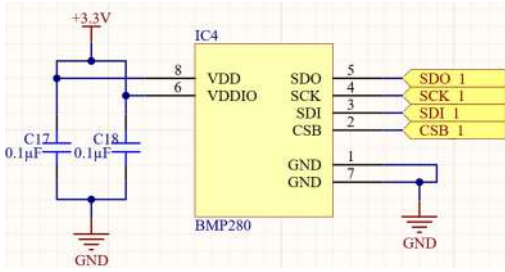 +3.3V
IC4
8 VDD SDO 5 SDO_1
6 VDDIO SCK 4 SCK_1
SDI 3 SDI_1
CSB 2 CSB_1
C17 C18
0.1µF 0.1µF
GND 1
GND 7
BMP280
GND GND